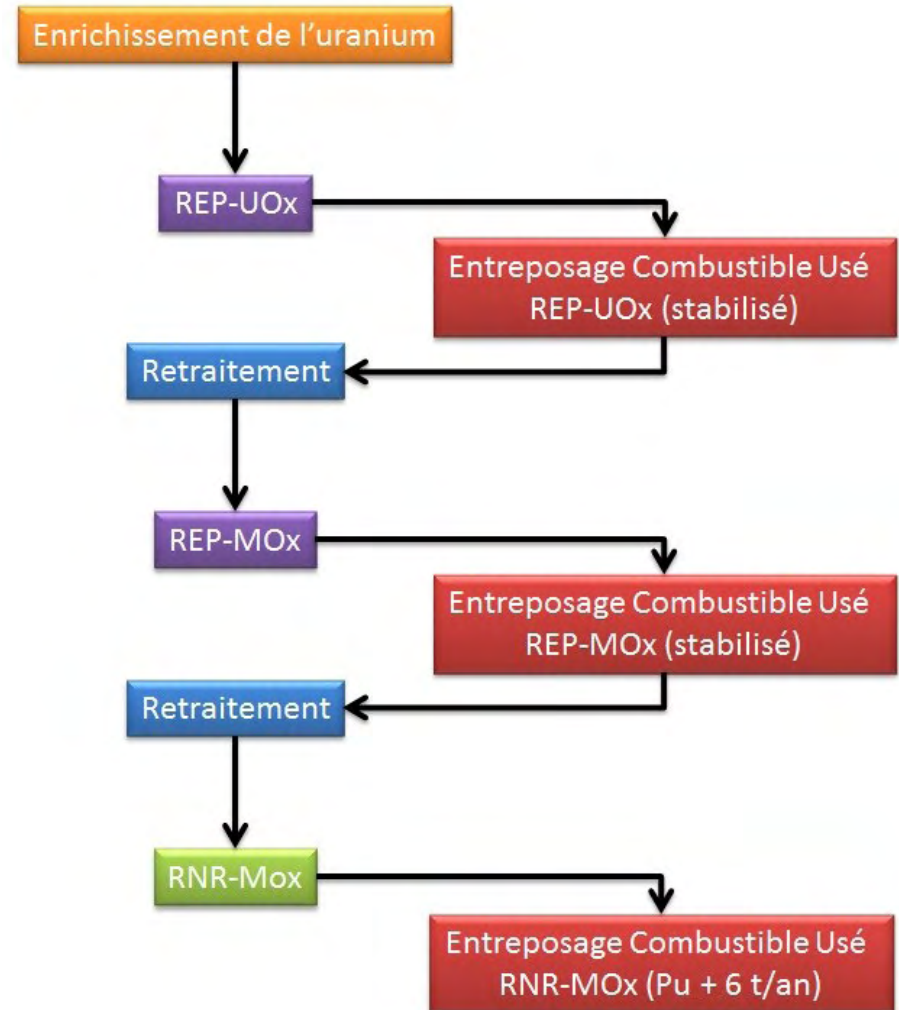 Enrichissement de l'uranium
REP-UOx
Entreposage Combustible Usé
REP-UOx (stabilisé)
Retraitement
REP-MOx
Entreposage Combustible Usé
REP-MOx (stabilisé)
Retraitement
RNR-Mox
Entreposage Combustible Usé
RNR-MOx (Pu + 6 t/an)